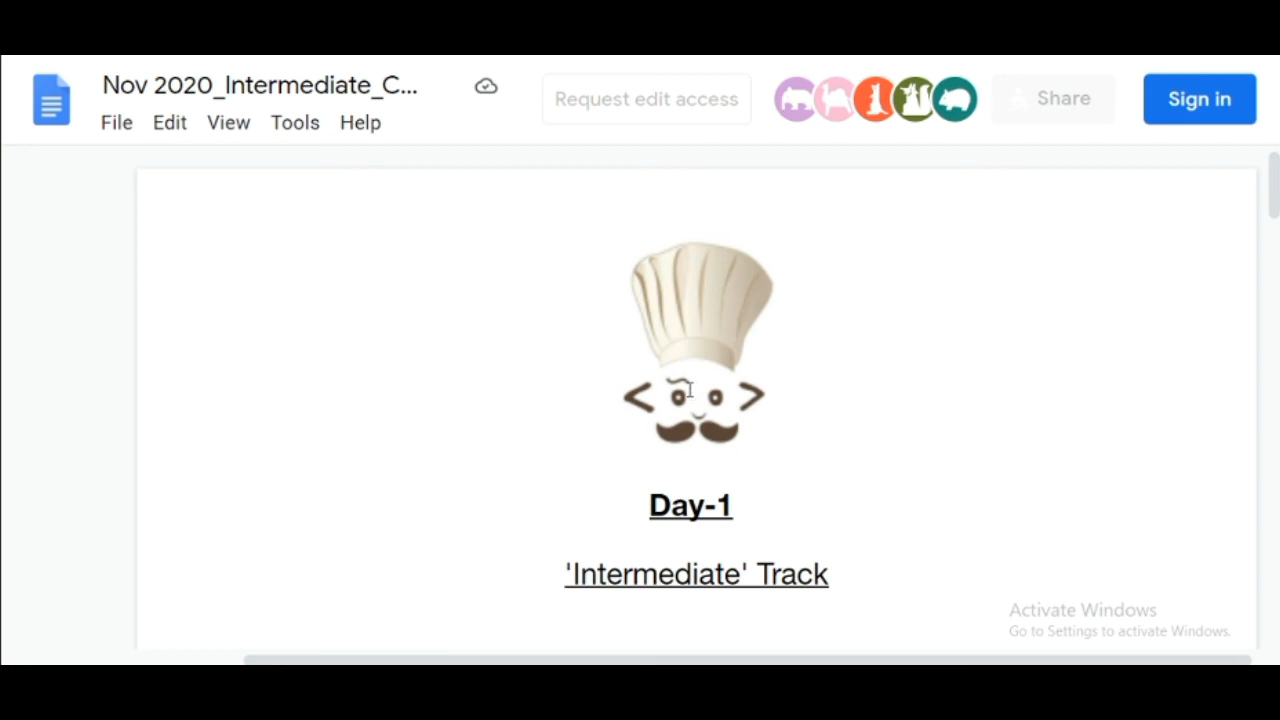 Nov 2020_Intermediate_C...
Request edit access
Share
Sign in
File Edit View Tools Help
Day-1
'Intermediate' Track
Activate Windows
Go to Settings to activate Windows.